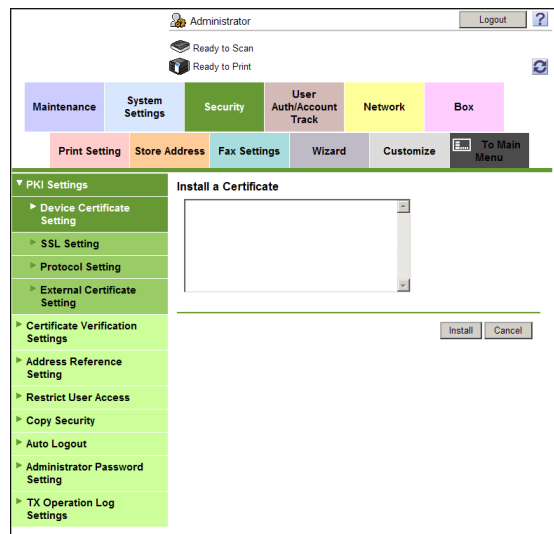 Administrator
Logout
?
Ready to Scan
Ready to Print
Maintenance
System
Settings
Security
User
Auth/Account
Track
Network
Box
Print Setting
Store Address
Fax Settings
Wizard
Customize
To Main
Menu
PKI Settings
Device Certificate
Setting
SSL Setting
Protocol Setting
External Certificate
Setting
Certificate Verification
Settings
Address Reference
Setting
Restrict User Access
Copy Security
Auto Logout
Administrator Password
Setting
TX Operation Log
Settings
Install a Certificate
Install
Cancel